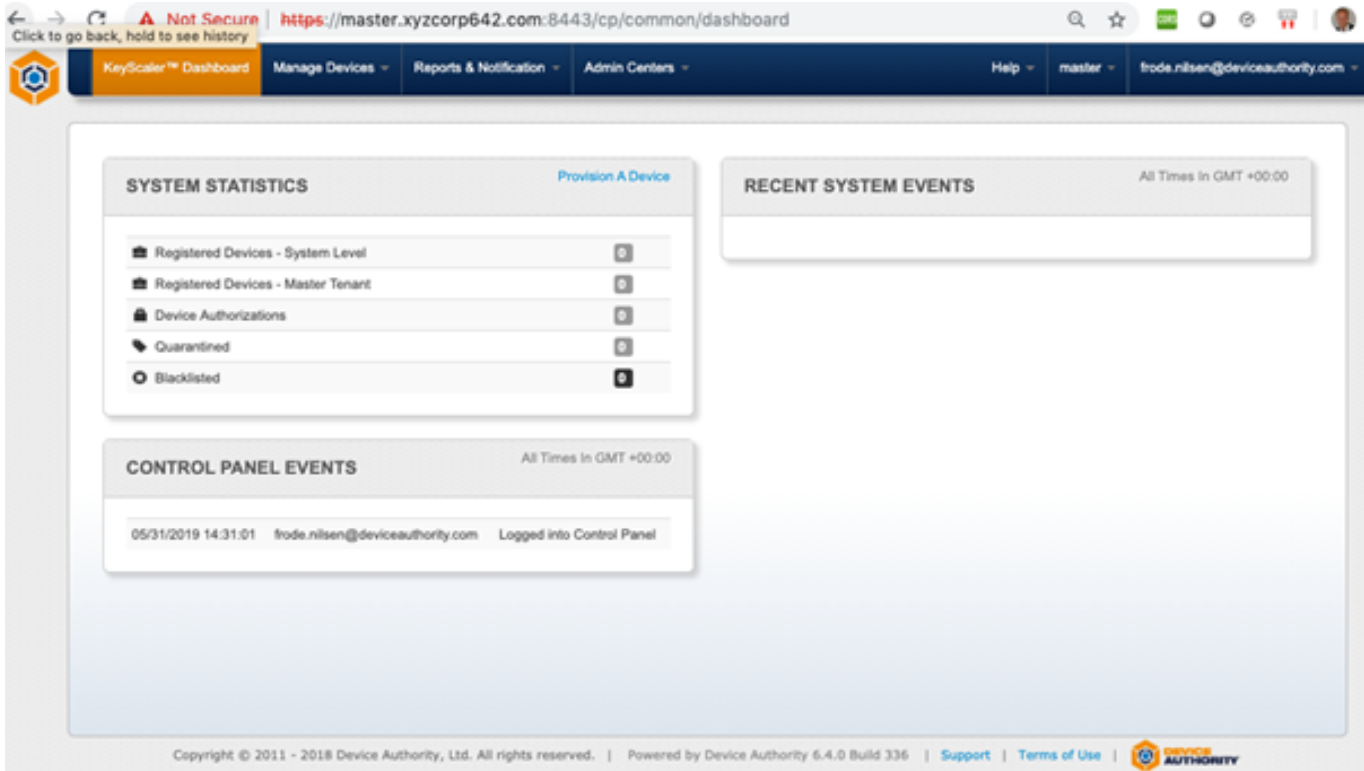 Not Secure https://master.xyzcorp642.com:8443/cp/common/dashboard
Click to go back, hold to see history
KeyScaler™ Dashboard Manage Devices Reports & Notification Admin Centers Help master frode.nilsen@deviceauthority.com
SYSTEM STATISTICS Provision A Device
Registered Devices - System Level 0
Registered Devices - Master Tenant 0
Device Authorizations 0
Quarantined 0
Blacklisted 0
RECENT SYSTEM EVENTS All Times In GMT +00:00
CONTROL PANEL EVENTS All Times In GMT +00:00
05/31/2019 14:31:01 frode.nilsen@deviceauthority.com Logged into Control Panel
Copyright © 2011 - 2018 Device Authority, Ltd. All rights reserved. | Powered by Device Authority 6.4.0 Build 336 | Support | Terms of Use |
DEVICE
AUTHORITY